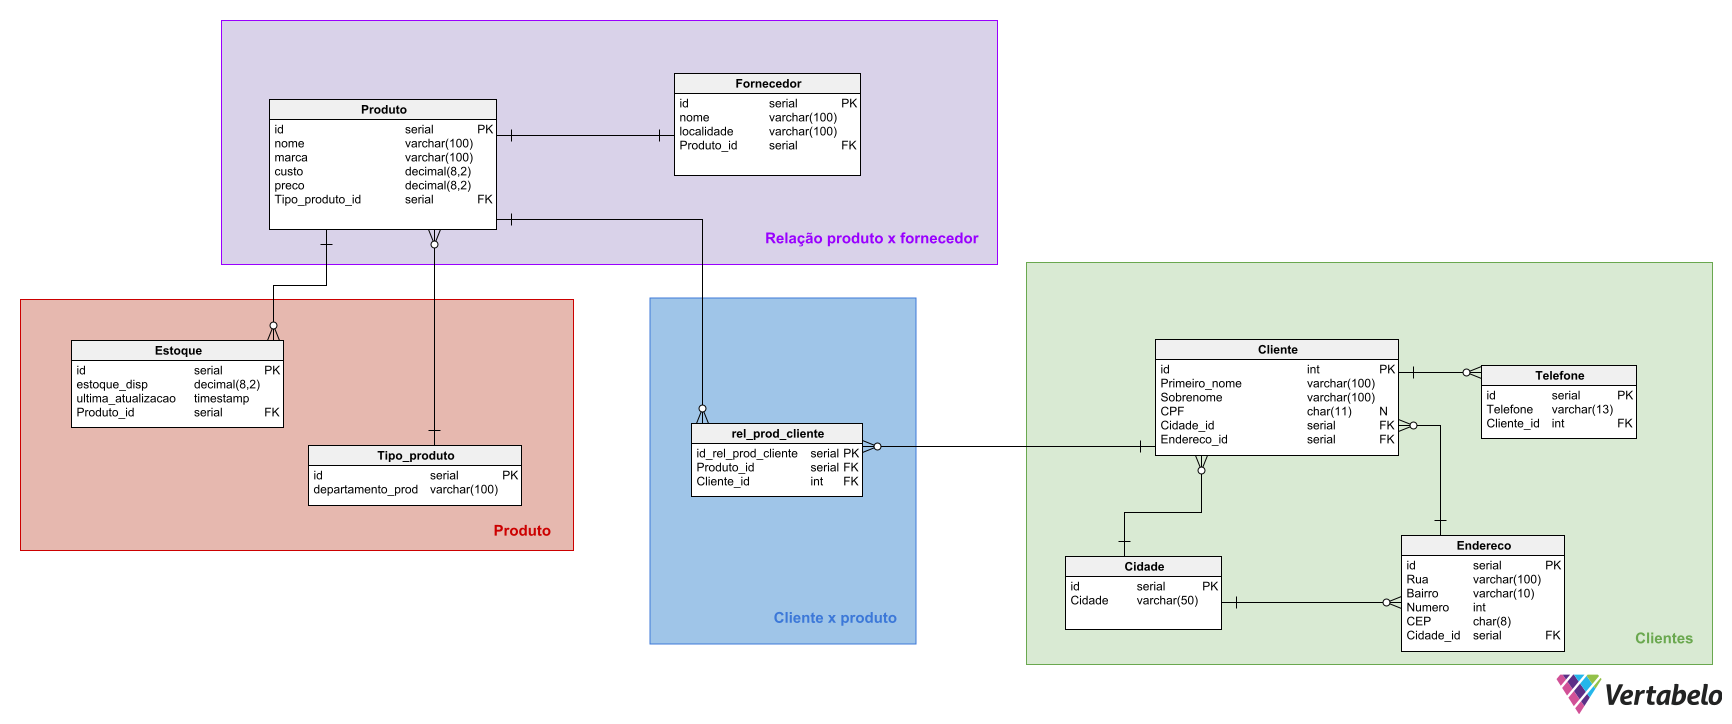 Produto
id serial PK
nome varchar(100)
marca varchar(100)
custo decimal(8,2)
preco decimal(8,2)
Tipo_produto_id serial FK
Fornecedor
id serial PK
nome varchar(100)
localidade varchar(100)
Produto_id serial FK
Relação produto x fornecedor
Estoque
id serial PK
estoque_disp decimal(8,2)
ultima_atualizacao timestamp
Produto_id serial FK
Tipo_produto
id serial PK
departamento_prod varchar(100)
Produto
rel_prod_cliente
id_rel_prod_cliente serial PK
Produto_id serial FK
Cliente_id int FK
Cliente x produto
Cliente
id int PK
Primeiro_nome varchar(100)
Sobrenome varchar(100)
CPF char(11) N
Cidade_id serial FK
Endereco_id serial FK
Telefone
id serial PK
Telefone varchar(13)
Cliente_id int FK
Cidade
id serial PK
Cidade varchar(50)
Endereco
id serial PK
Rua varchar(100)
Bairro varchar(10)
Numero int
CEP char(8)
Cidade_id serial FK
Clientes
Vertabelo